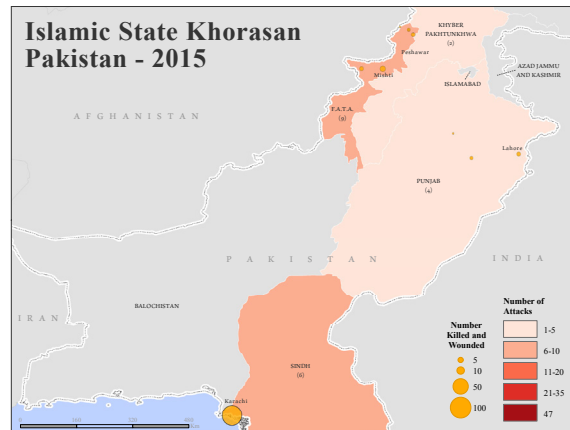 Islamic State Khorasan
Pakistan - 2015
KHYBER
PAKHTUNKHWA
(2)
Peshawar
AZAD JAMMU
AND KASHMIR
Mishri
ISLAMABAD
AFGHANISTAN
F.A.T.A.
(9)
Lahore
PUNJAB
(4)
PAKISTAN
INDIA
IRAN
BALOCHISTAN
SINDH
(6)
Karachi
Number
Killed and
Wounded
5
10
50
100
Number of
Attacks
1-5
6-10
11-20
21-35
47
0